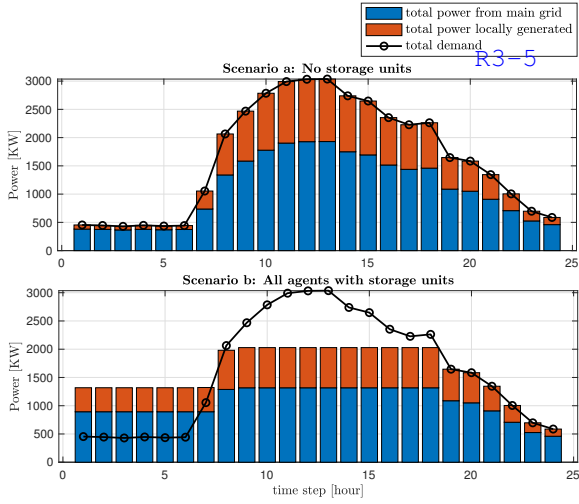 total power from main grid
total power locally generated
total demand
R3-5
Scenario a: No storage units
Power [KW]
3000
2500
2000
1500
1000
500
0
0 5 10 15 20 25
Scenario b: All agents with storage units
Power [KW]
3000
2500
2000
1500
1000
500
0
0 5 10 15 20 25
time step [hour]